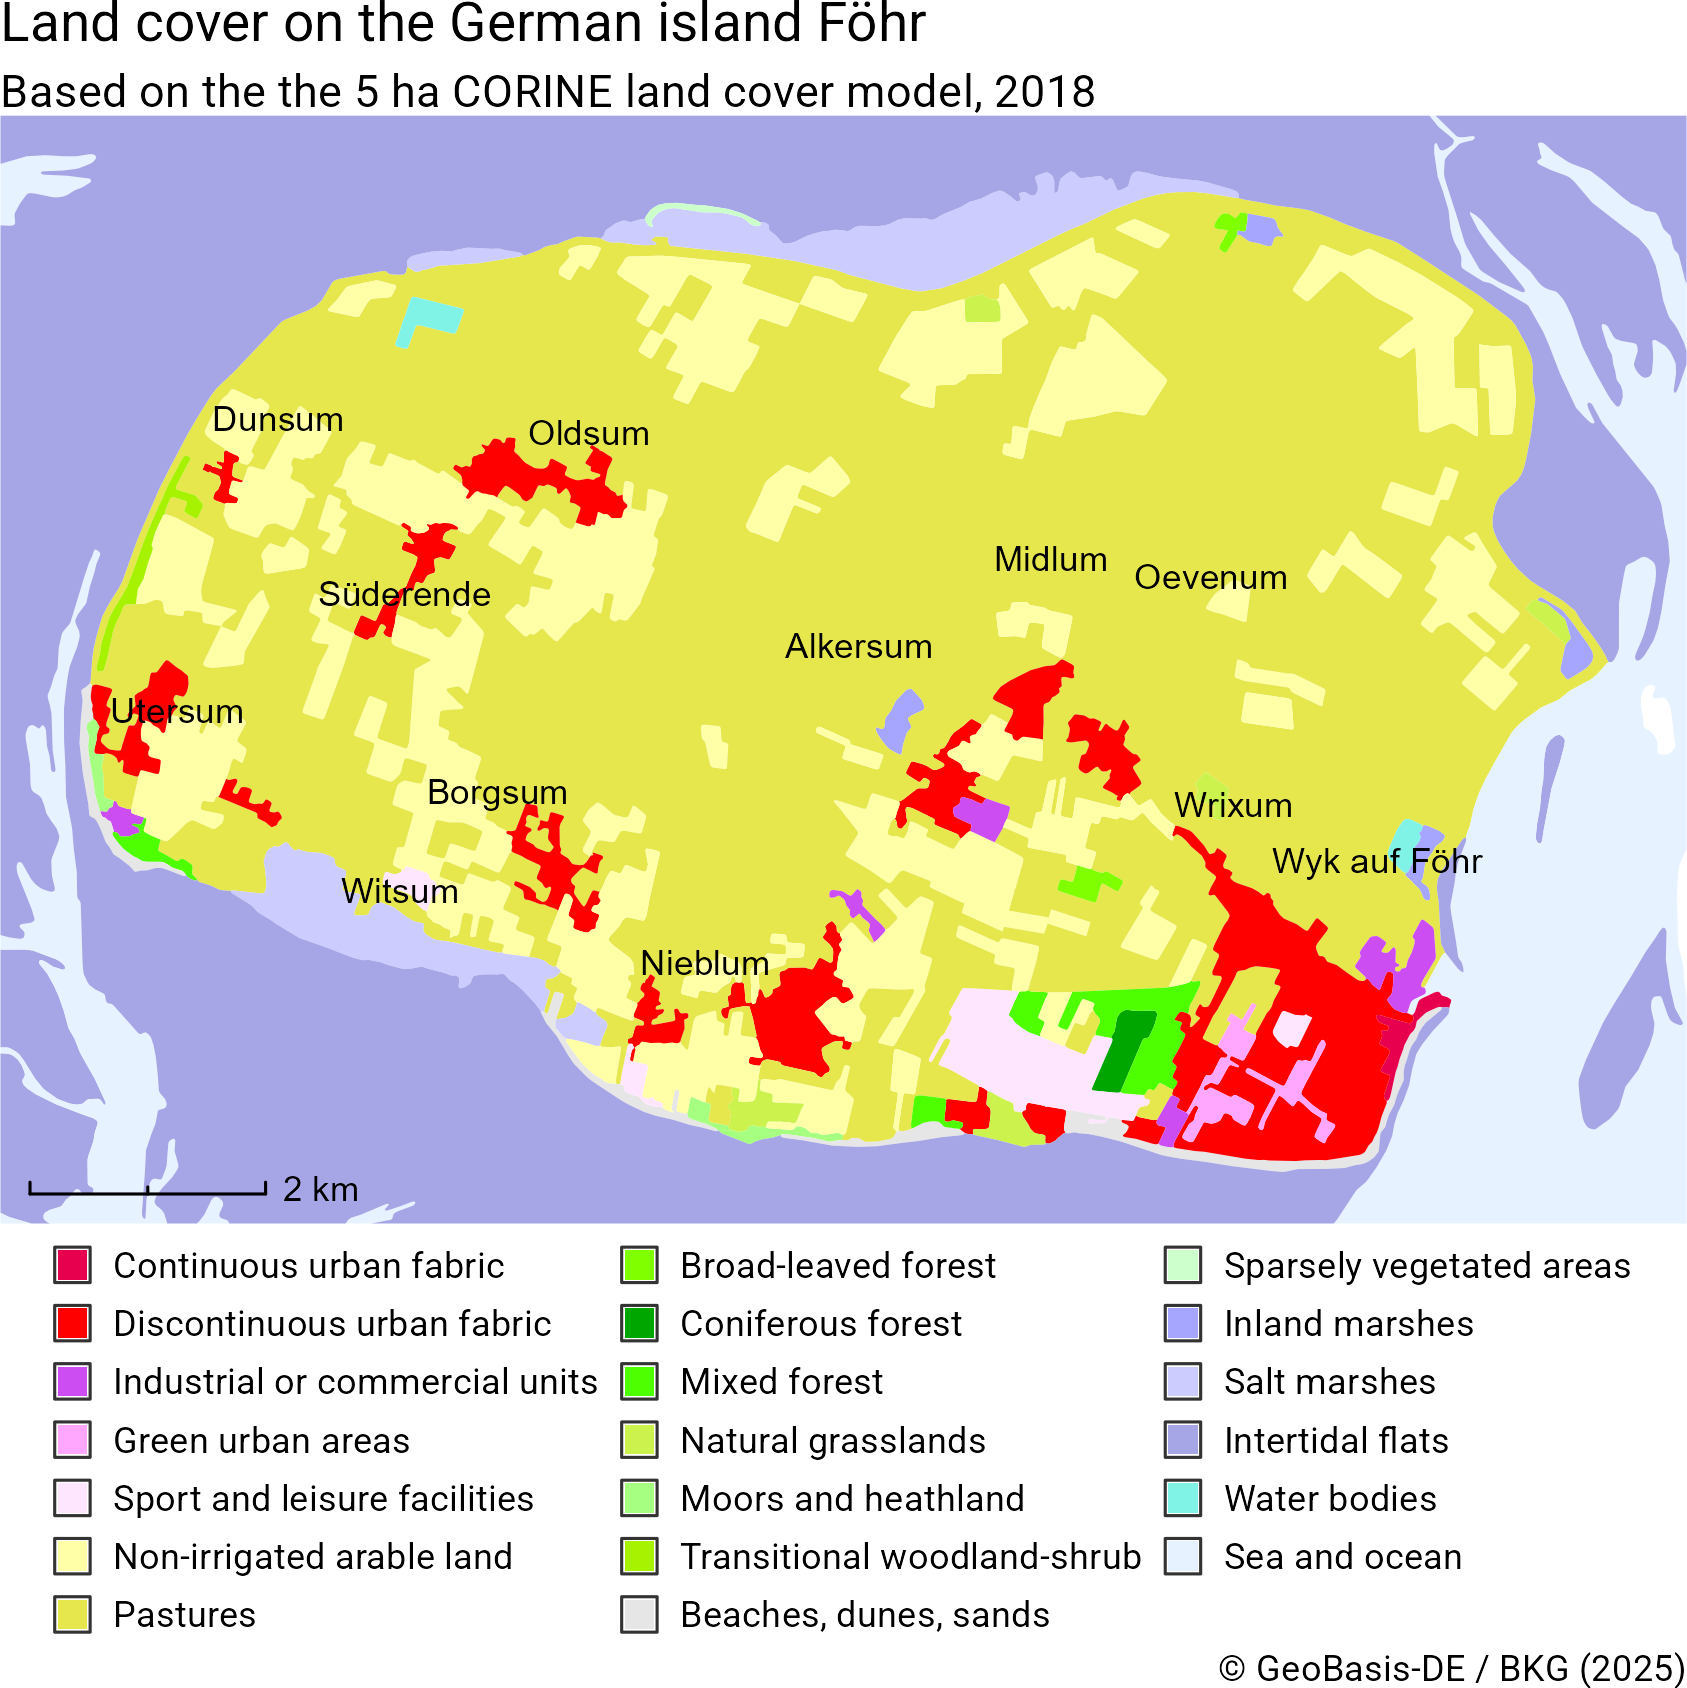 Land cover on the German island Föhr
Based on the the 5 ha CORINE land cover model, 2018
Dunsum
Oldsum
Süderende
Midlum
Oevenum
Alkersum
Utersum
Borgsum
Wrixum
Wyk auf Föhr
Witsum
Nieblum
2 km
Continuous urban fabric
Discontinuous urban fabric
Industrial or commercial units
Green urban areas
Sport and leisure facilities
Non-irrigated arable land
Pastures
Broad-leaved forest
Coniferous forest
Mixed forest
Natural grasslands
Moors and heathland
Transitional woodland-shrub
Beaches, dunes, sands
Sparsely vegetated areas
Inland marshes
Salt marshes
Intertidal flats
Water bodies
Sea and ocean
© GeoBasis-DE / BKG (2025)